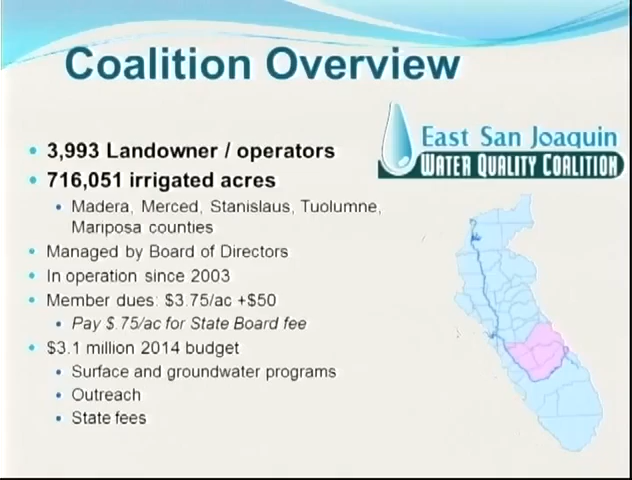 Coalition Overview
East San Joaquin
WATER QUALITY COALITION
• 3,993 Landowner / operators
• 716,051 irrigated acres
• Madera, Merced, Stanislaus, Tuolumne,
Mariposa counties
• Managed by Board of Directors
• In operation since 2003
• Member dues: $3.75/ac +$50
• Pay $.75/ac for State Board fee
• $3.1 million 2014 budget
• Surface and groundwater programs
• Outreach
• State fees